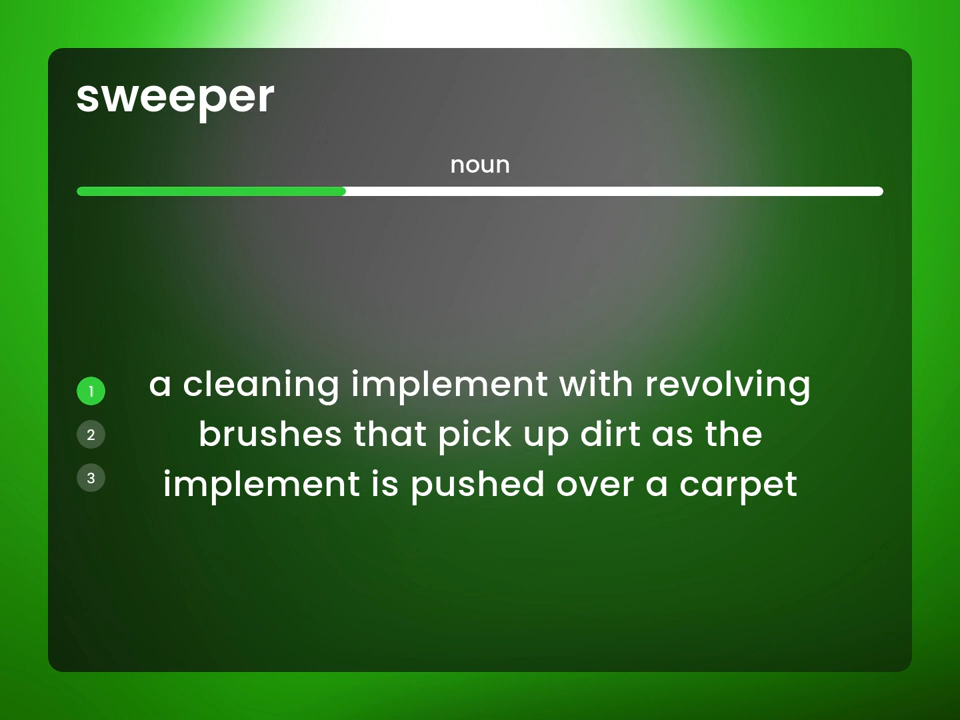 sweeper
noun
1
2
3
a cleaning implement with revolving
brushes that pick up dirt as the
implement is pushed over a carpet